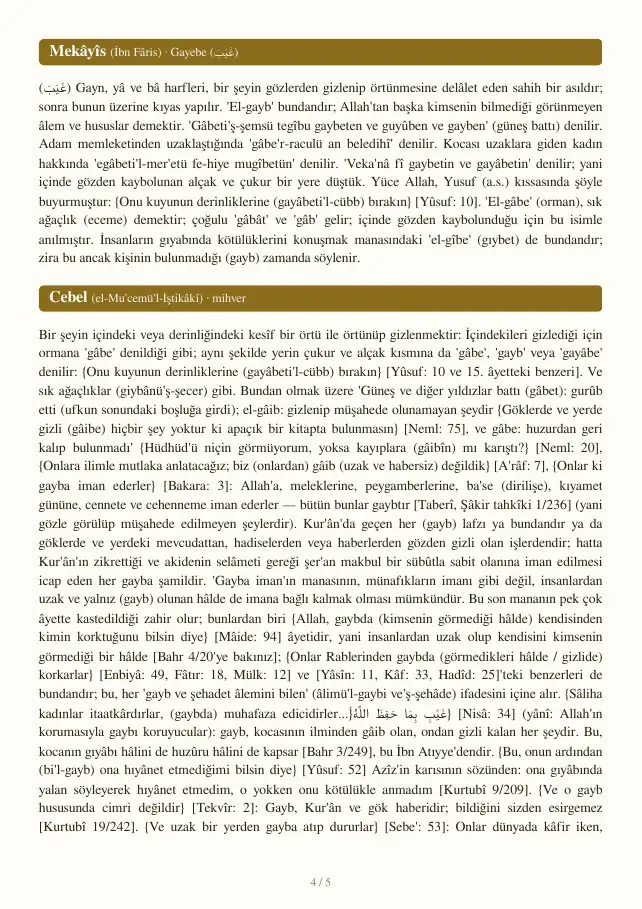 Mekâyîs (İbn Fâris) · Gayebe (غَيَبَ)
(غَيَبَ) Gayn, yâ ve bâ harfleri, bir şeyin gözlerden gizlenip örtünmesine delâlet eden sahih bir asıldır;
sonra bunun üzerine kıyas yapılır. 'El-gayb' bundandır; Allah'tan başka kimsenin bilmediği görünmeyen
âlem ve hususlar demektir. 'Gâbeti'ş-şemsü tegîbu gaybeten ve guyûben ve gayben' (güneş battı) denilir.
Adam memleketinden uzaklaştığında 'gâbe'r-raculü an beledihî' denilir. Kocası uzaklara giden kadın
hakkında 'egâbeti'l-mer'etü fe-hiye mugîbetün' denilir. 'Veka'nâ fî gaybetin ve gayâbetin' denilir; yani
içinde gözden kaybolunan alçak ve çukur bir yere düştük. Yüce Allah, Yusuf (a.s.) kıssasında şöyle
buyurmuştur: {Onu kuyunun derinliklerine (gayâbeti'l-cübb) bırakın} [Yûsuf: 10]. 'El-gâbe' (orman), sık
ağaçlık (eceme) demektir; çoğulu 'gâbât' ve 'gâb' gelir; içinde gözden kaybolunduğu için bu isimle
anılmıştır. İnsanların gıyabında kötülüklerini konuşmak manasındaki 'el-gîbe' (gıybet) de bundandır;
zira bu ancak kişinin bulunmadığı (gayb) zamanda söylenir.
Cebel (el-Mu'cemü'l-İştikâkî) · mihver
Bir şeyin içindeki veya derinliğindeki kesîf bir örtü ile örtünüp gizlenmektir: İçindekileri gizlediği için
ormana 'gâbe' denildiği gibi; aynı şekilde yerin çukur ve alçak kısmına da 'gâbe', 'gayb' veya 'gayâbe'
denilir: {Onu kuyunun derinliklerine (gayâbeti'l-cübb) bırakın} [Yûsuf: 10 ve 15. âyetteki benzeri]. Ve
sık ağaçlıklar (giybânü'ş-şecer) gibi. Bundan olmak üzere 'Güneş ve diğer yıldızlar battı (gâbet): gurûb
etti (ufkun sonundaki boşluğa girdi); el-gâib: gizlenip müşahede olunamayan şeydir {Göklerde ve yerde
gizli (gâibe) hiçbir şey yoktur ki apaçık bir kitapta bulunmasın} [Neml: 75], ve gâbe: huzurdan geri
kalıp bulunmadı' {Hüdhüd'ü niçin görmüyorum, yoksa kayıplara (gâibîn) mı karıştı?} [Neml: 20],
{Onlara ilimle mutlaka anlatacağız; biz (onlardan) gâib (uzak ve habersiz) değildik} [A'râf: 7], {Onlar ki
gayba iman ederler} [Bakara: 3]: Allah'a, meleklerine, peygamberlerine, ba'se (dirilişe), kıyamet
gününe, cennete ve cehenneme iman ederler — bütün bunlar gaybtır [Taberî, Şâkir tahkîki 1/236] (yani
gözle görülüp müşahede edilmeyen şeylerdir). Kur'ân'da geçen her (gayb) lafzı ya bundandır ya da
göklerde ve yerdeki mevcudattan, hadiselerden veya haberlerden gözden gizli olan işlerdendir; hatta
Kur'ân'ın zikrettiği ve akidenin selâmeti gereği şer'an makbul bir sübûtla sabit olanına iman edilmesi
icap eden her gayba şamildir. 'Gayba iman'ın manasının, münafıkların imanı gibi değil, insanlardan
uzak ve yalnız (gayb) olunan hâlde de imana bağlı kalmak olması mümkündür. Bu son mananın pek çok
âyette kastedildiği zahir olur; bunlardan biri {Allah, gaybda (kimsenin görmediği hâlde) kendisinden
kimin korktuğunu bilsin diye} [Mâide: 94] âyetidir, yani insanlardan uzak olup kendisini kimsenin
görmediği bir hâlde [Bahr 4/20'ye bakınız]; {Onlar Rablerinden gaybda (görmedikleri hâlde / gizlide)
korkarlar} [Enbiyâ: 49, Fâtır: 18, Mülk: 12] ve [Yâsîn: 11, Kâf: 33, Hadîd: 25]'teki benzerleri de
bundandır; bu, her 'gayb ve şehadet âlemini bilen' (âlimü'l-gaybi ve'ş-şehâde) ifadesini içine alır. {Sâliha
kadınlar itaatkârdırlar, (gaybda) muhafaza edicidirler...{غَيْبِ بِمَا حَفِظَ اللَّهُ} [Nisâ: 34] (yânî: Allah'ın
korumasıyla gaybı koruyucular): gayb, kocasının ilminden gâib olan, ondan gizli kalan her şeydir. Bu,
kocanın gıyâbı hâlini de huzûru hâlini de kapsar [Bahr 3/249], bu İbn Atıyye'dendir. {Bu, onun ardından
(bi'l-gayb) ona hıyânet etmediğimi bilsin diye} [Yûsuf: 52] Azîz'in karısının sözünden: ona gıyâbında
yalan söyleyerek hıyânet etmedim, o yokken onu kötülükle anmadım [Kurtubî 9/209]. {Ve o gayb
hususunda cimri değildir} [Tekvîr: 2]: Gayb, Kur'ân ve gök haberidir; bildiğini sizden esirgemez
[Kurtubî 19/242]. {Ve uzak bir yerden gayba atıp dururlar} [Sebe': 53]: Onlar dünyada kâfir iken,
4 / 5